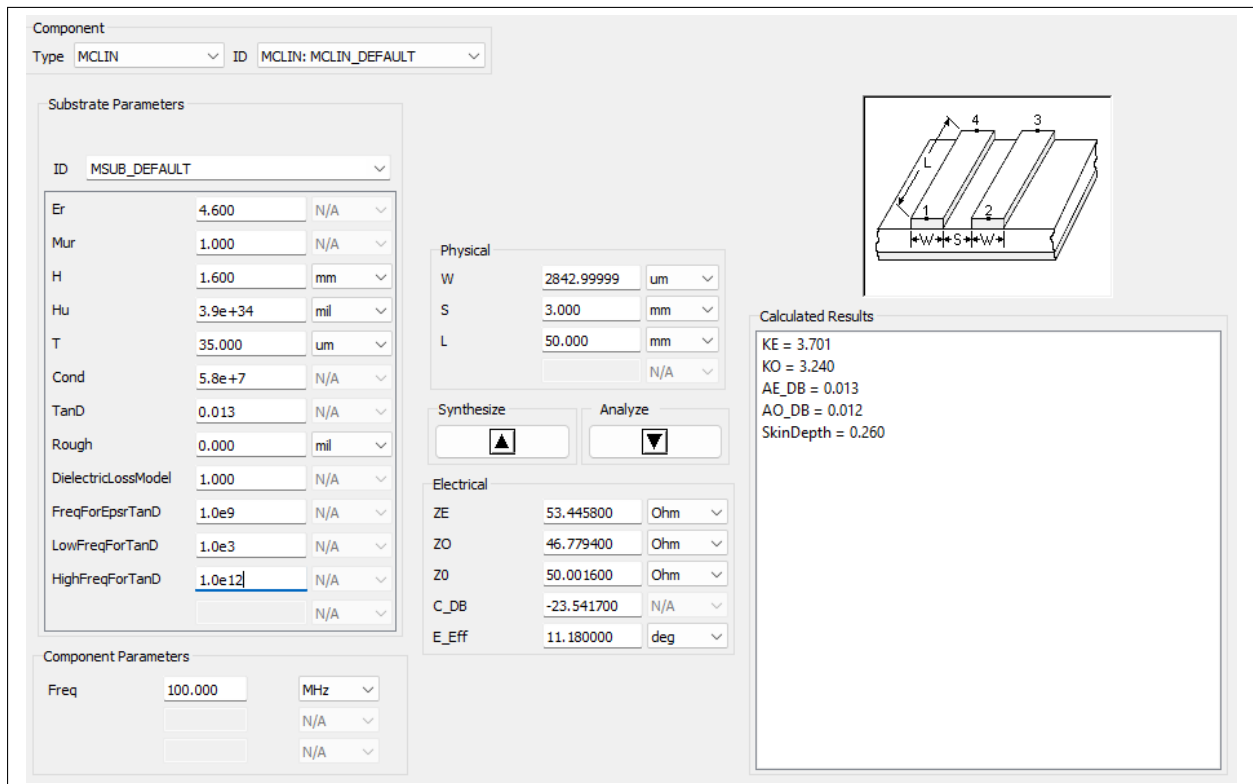 Component
Type MCLIN ID MCLIN: MCLIN_DEFAULT
Substrate Parameters
ID MSUB_DEFAULT
Er 4.600 N/A
Mur 1.000 N/A
H 1.600 mm
Hu 3.9e+34 mil
T 35.000 um
Cond 5.8e+7 N/A
TanD 0.013 N/A
Rough 0.000 mil
DielectricLossModel 1.000 N/A
FreqForEpsrTanD 1.0e9 N/A
LowFreqForTanD 1.0e3 N/A
HighFreqForTanD 1.0e12 N/A
N/A
Component Parameters
Freq 100.000 MHz
N/A
N/A
Physical
W 2842.99999 um
S 3.000 mm
L 50.000 mm
N/A
Synthesize Analyze
Electrical
ZE 53.445800 Ohm
ZO 46.779400 Ohm
Z0 50.001600 Ohm
C_DB -23.541700 N/A
E_Eff 11.180000 deg
4 3
L
1 2
W S W
Calculated Results
KE = 3.701
KO = 3.240
AE_DB = 0.013
AO_DB = 0.012
SkinDepth = 0.260